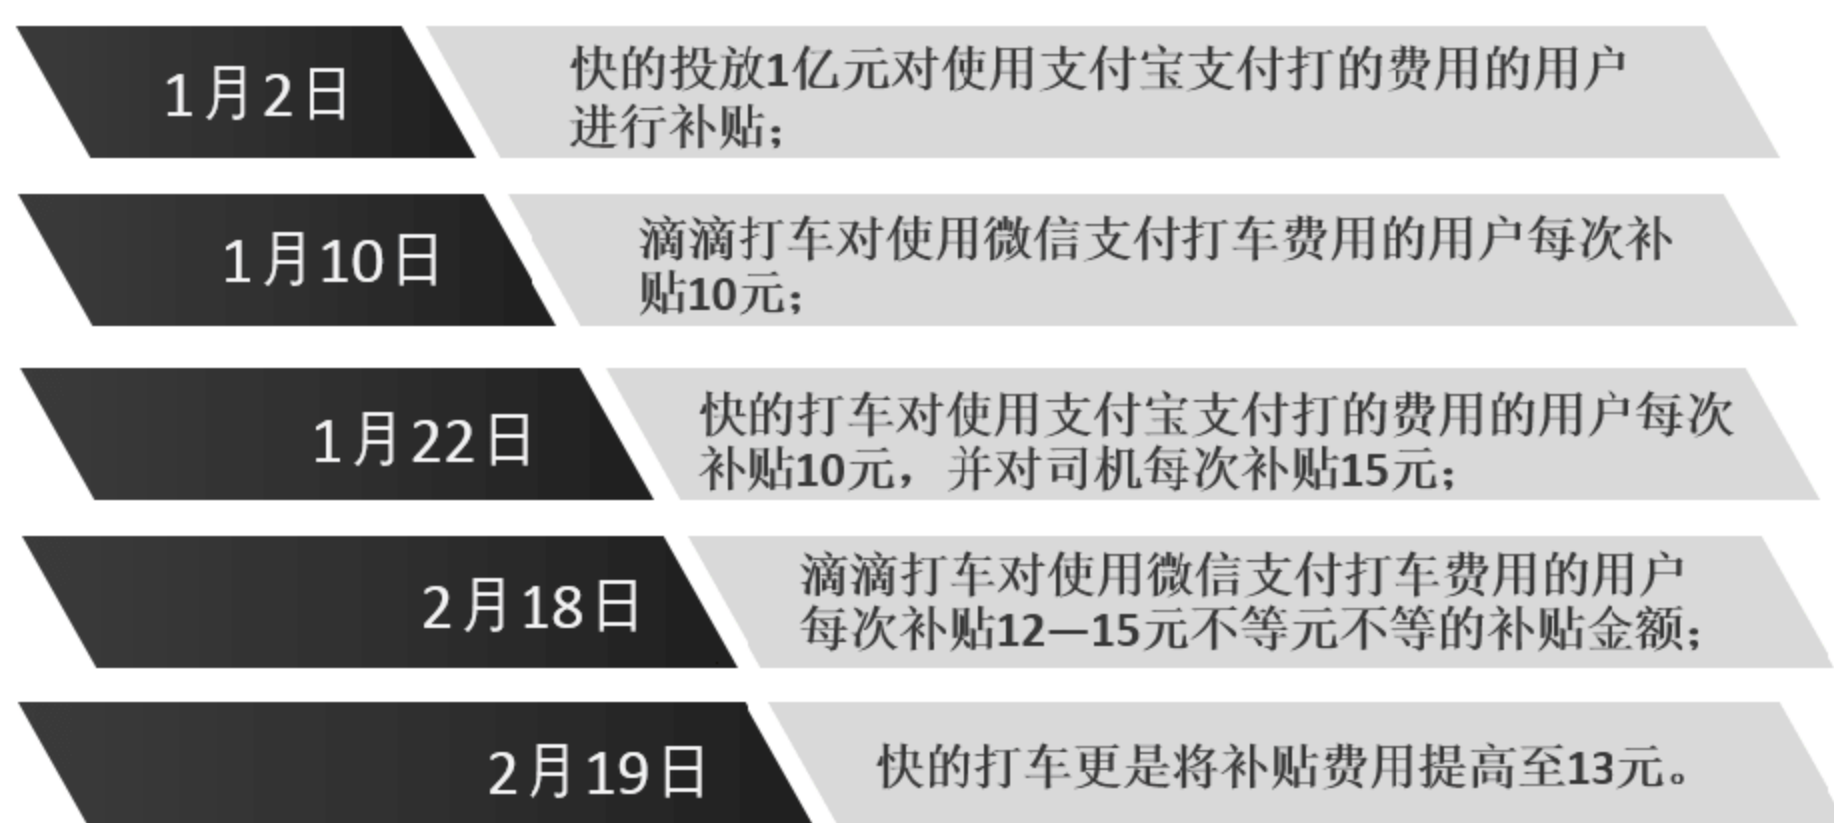 1月2日
快的投放1亿元对使用支付宝支付打的费用的用户
进行补贴；
1月10日
滴滴打车对使用微信支付打车费用的用户每次补
贴10元；
1月22日
快的打车对使用支付宝支付打的费用的用户每次
补贴10元，并对司机每次补贴15元；
2月18日
滴滴打车对使用微信支付打车费用的用户
每次补贴12—15元不等元不等的补贴金额；
2月19日
快的打车更是将补贴费用提高至13元。